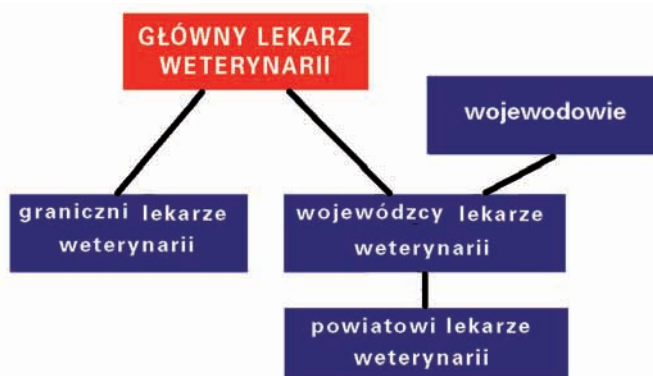 GŁÓWNY LEKARZ
WETERYNARII
wojewodowie
graniczni lekarze
weterynarii
wojewódzcy lekarze
weterynarii
powiatowi lekarze
weterynarii